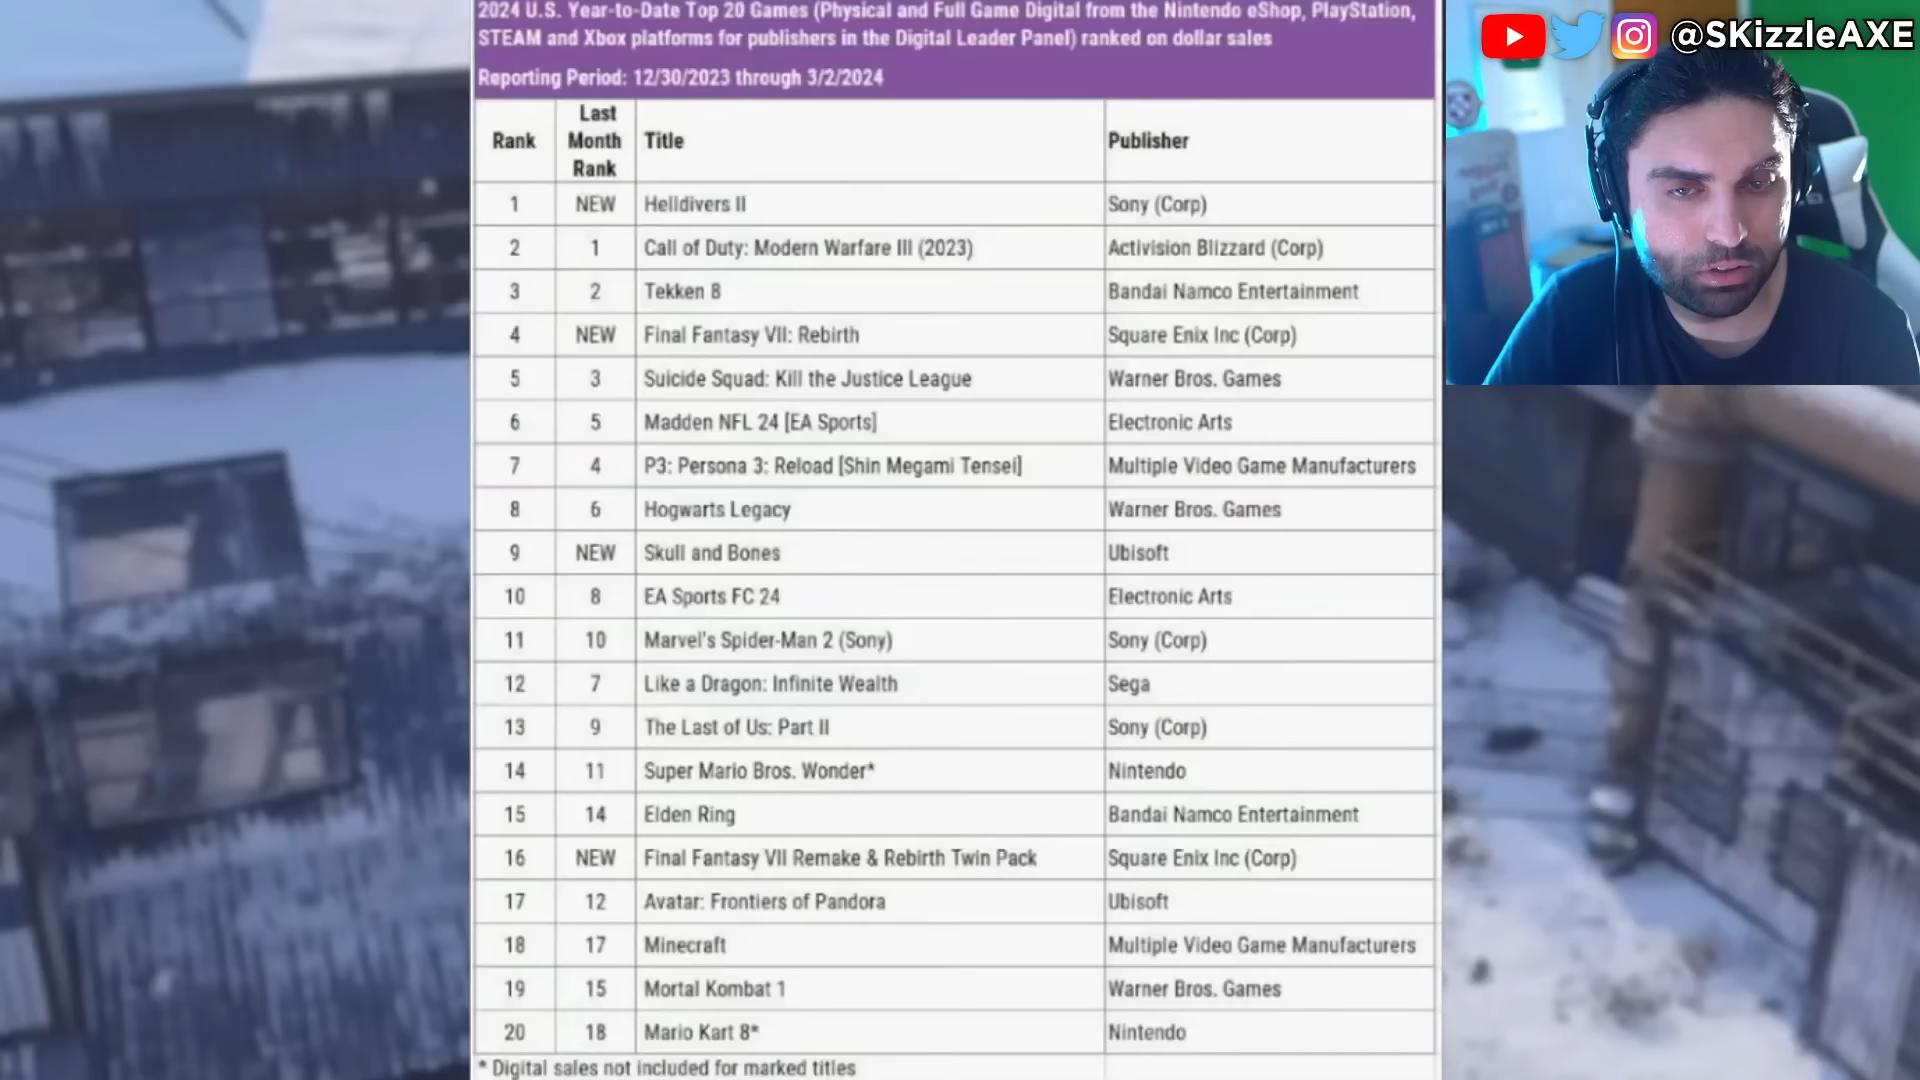 2024 U.S. Year-to-Date Top 20 Games (Physical and Full Game Digital from the Nintendo eShop, PlayStation,
STEAM and Xbox platforms for publishers in the Digital Leader Panel) ranked on dollar sales
Reporting Period: 12/30/2023 through 3/2/2024
@SKizzleAXE
Rank Last Month Rank Title Publisher
1 NEW Helldivers II Sony (Corp)
2 1 Call of Duty: Modern Warfare III (2023) Activision Blizzard (Corp)
3 2 Tekken 8 Bandai Namco Entertainment
4 NEW Final Fantasy VII: Rebirth Square Enix Inc (Corp)
5 3 Suicide Squad: Kill the Justice League Warner Bros. Games
6 5 Madden NFL 24 [EA Sports] Electronic Arts
7 4 P3: Persona 3: Reload [Shin Megami Tensei] Multiple Video Game Manufacturers
8 6 Hogwarts Legacy Warner Bros. Games
9 NEW Skull and Bones Ubisoft
10 8 EA Sports FC 24 Electronic Arts
11 10 Marvel's Spider-Man 2 (Sony) Sony (Corp)
12 7 Like a Dragon: Infinite Wealth Sega
13 9 The Last of Us: Part II Sony (Corp)
14 11 Super Mario Bros. Wonder* Nintendo
15 14 Elden Ring Bandai Namco Entertainment
16 NEW Final Fantasy VII Remake & Rebirth Twin Pack Square Enix Inc (Corp)
17 12 Avatar: Frontiers of Pandora Ubisoft
18 17 Minecraft Multiple Video Game Manufacturers
19 15 Mortal Kombat 1 Warner Bros. Games
20 18 Mario Kart 8* Nintendo
* Digital sales not included for marked titles